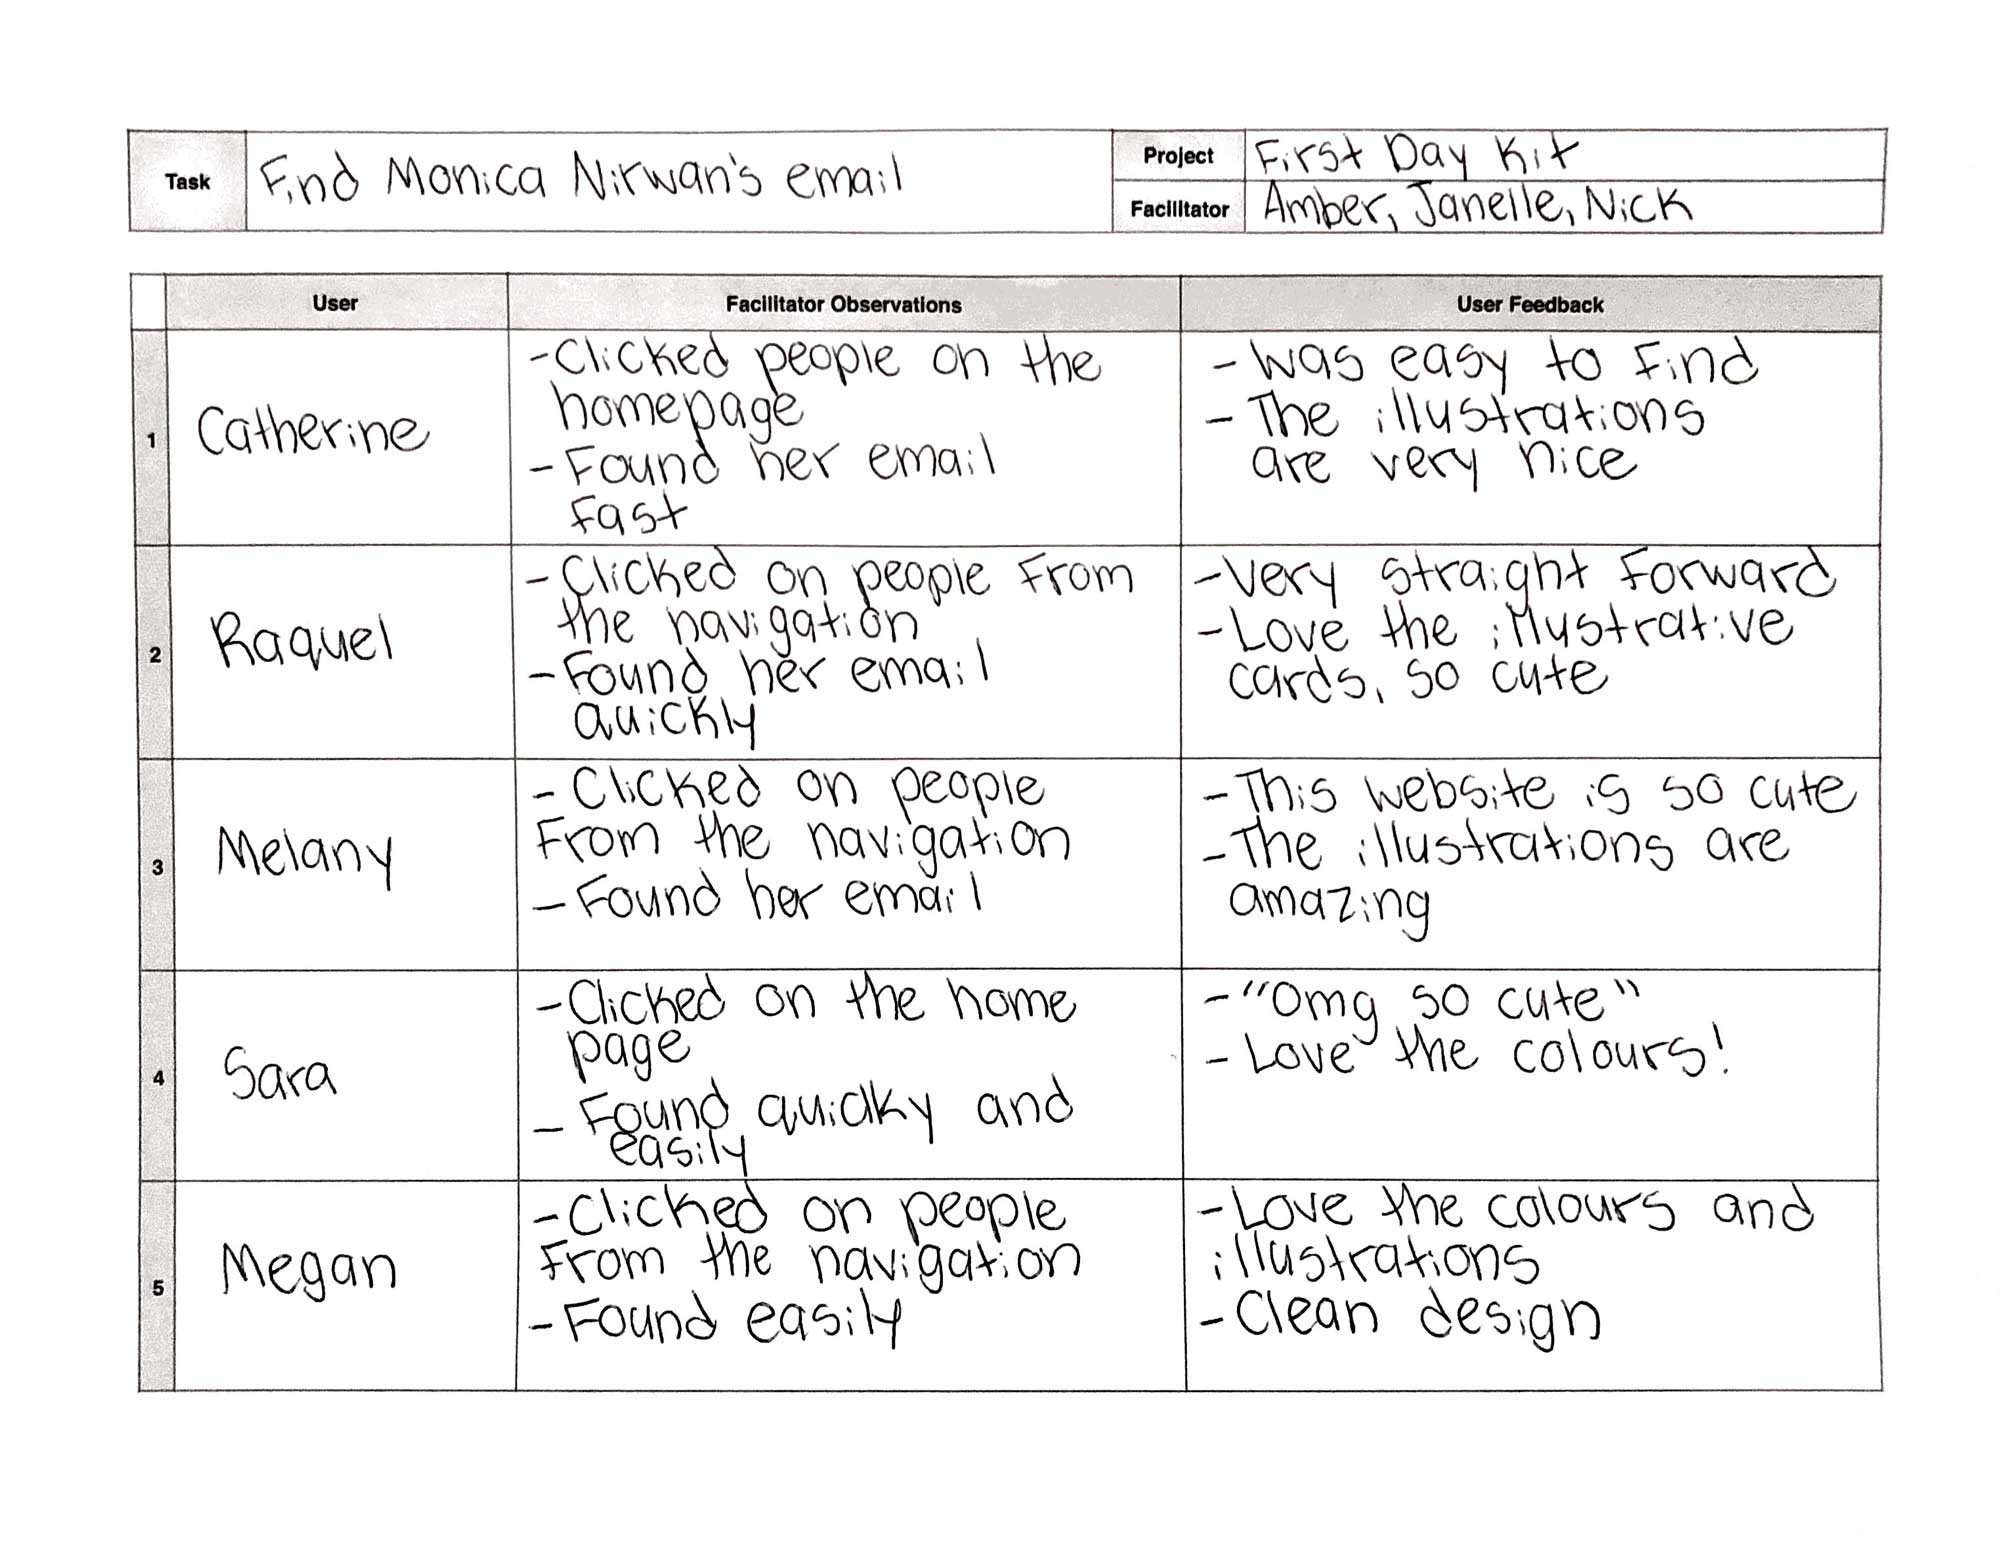 Task
Find Monica Nirwan's email
Project
First Day Kit
Facilitator
Amber, Janelle, Nick
User
Facilitator Observations
User Feedback
1
Catherine
-Clicked people on the
homepage
-Found her email
fast
- was easy to find
- The illustrations
are very nice
2
Raquel
-Clicked on people from
the navigation
-Found her email
quickly
-Very straight forward
-Love the illustrative
cards, so cute
3
Melany
- Clicked on people
From the navigation
- Found her email
-This website is so cute
-The illustrations are
amazing
4
Sara
-Clicked on the home
page
- Found quidky and
easily
-"Omg so cute"
- Love the colours!
5
Megan
-Clicked on people
from the navigation
-Found easily
-Love the colours and
illustrations
-Clean design